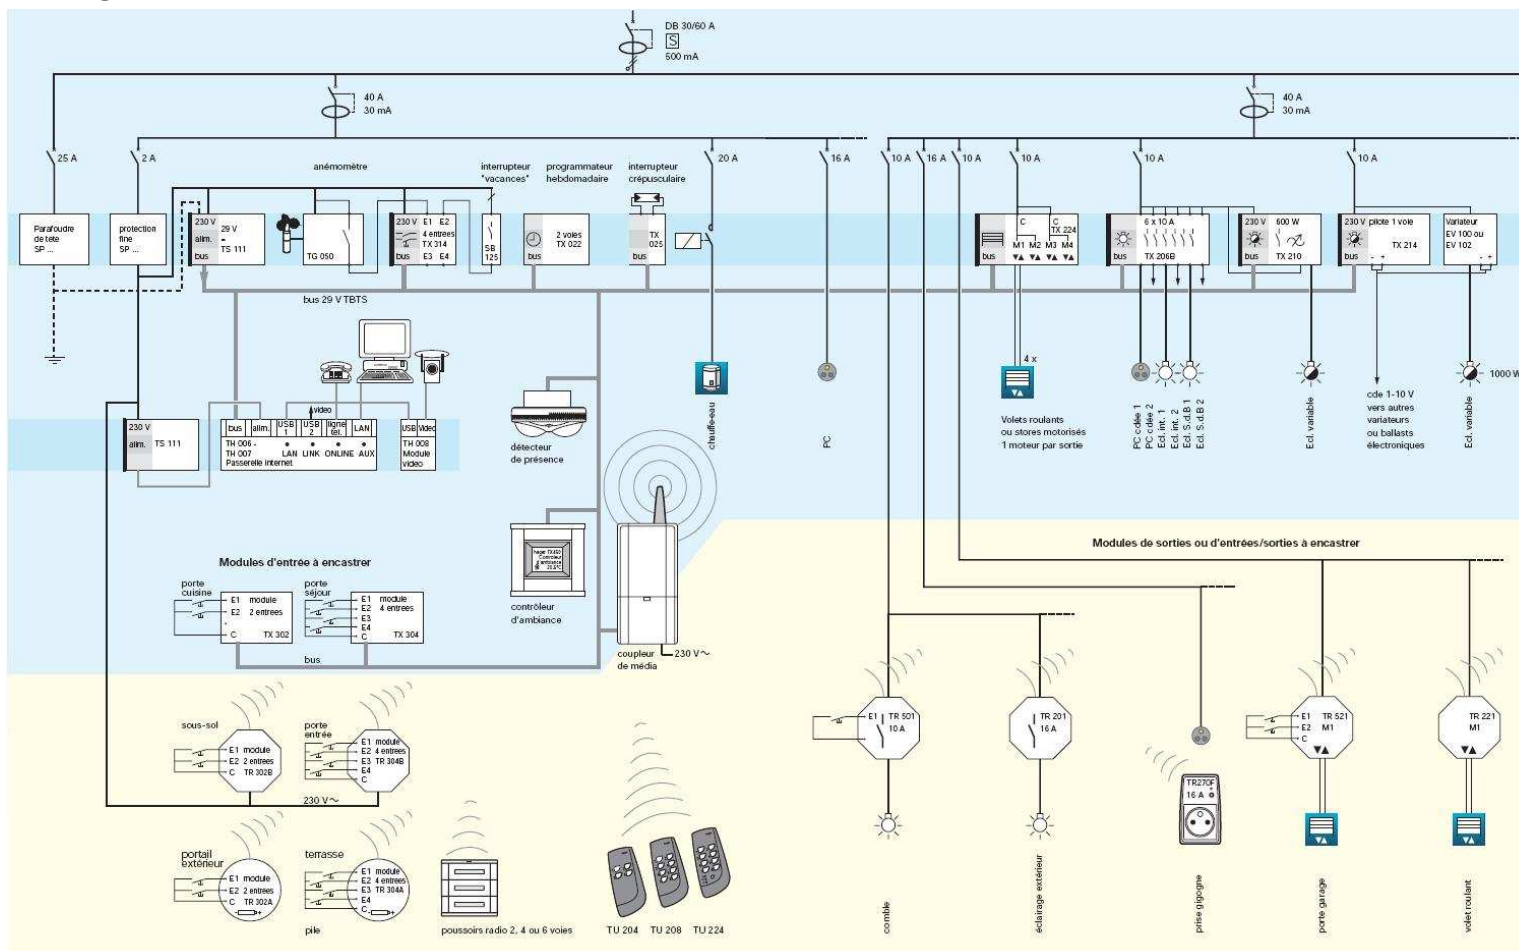 DB 30/60 A
S
500 mA
40 A
30 mA
40 A
30 mA
25 A
2 A
20 A
16 A
10 A
16 A
10 A
10 A
10 A
10 A
anémomètre
interrupteur
"vacances"
programmateur
hebdomadaire
interrupteur
crépusculaire
Parafoudre
de tete
SP ...
protection
fine
SP ...
230 V
29 V
alim.
TS 111
bus
TG 050
230 V E1 E2
4 entrees
TX 314
bus E3 E4
SB
125
2 voies
TX 022
bus
TX
025
bus
C C
TX 224
M1 M2 M3 M4
bus
6 x 10 A
bus TX 206B
230 V 600 W
bus TX 210
230 V pilote 1 voie
TX 214
bus - +
Variateur
EV 100 ou
EV 102
- +
bus 29 V TBTS
video
230 V
alim.
TS 111
bus alim. USB 1 USB 2 ligne tel. LAN
TH 006 -
TH 007 LAN LINK ONLINE AUX
Passerelle internet
USB Video
TH 008
Module
video
détecteur
de présence
chauffe-eau
PC
4 x
Volets roulants
ou stores motorisés
1 moteur par sortie
PC cdée 1
PC cdée 2
Ecl. int. 1
Ecl. int. 2
Ecl. S.d.B 1
Ecl. S.d.B 2
Ecl. variable
cde 1-10 V
vers autres
variateurs
ou ballasts
électroniques
Ecl. variable
1000 W
hager TX450
Controleur
d'ambiance
20.5°C
contrôleur
d'ambiance
coupleur
de média
230 V~
Modules d'entrée à encastrer
porte
cuisine
E1 module
E2 2 entrees
C TX 302
porte
séjour
E1 module
E2 4 entrees
E3
E4
C TX 304
bus
Modules de sorties ou d'entrées/sorties à encastrer
sous-sol
E1 module
E2 2 entrees
C TR 302B
porte
entrée
E1 module
E2 4 entrees
E3 TR 304B
E4
C
230 V~
portail
extérieur
E1 module
E2 2 entrees
C TR 302A
terrasse
E1 module
E2 4 entrees
E3 TR 304A
E4
C
pile
poussoirs radio 2, 4 ou 6 voies
TU 204 TU 208 TU 224
E1 TR 501
10 A
comble
TR 201
16 A
éclairage extérieur
TR270F
16 A
prise gigogne
E1 TR 521
E2 M1
C
porte garage
TR 221
M1
volet roulant